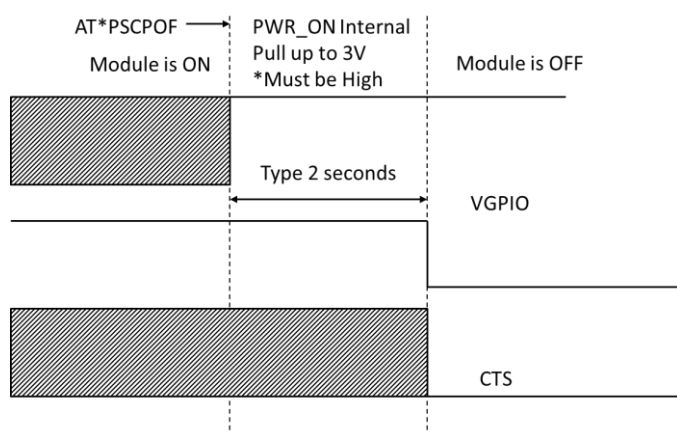 AT*PSCPOF
Module is ON
PWR_ON Internal
Pull up to 3V
*Must be High
Module is OFF
Type 2 seconds
VGPIO
CTS